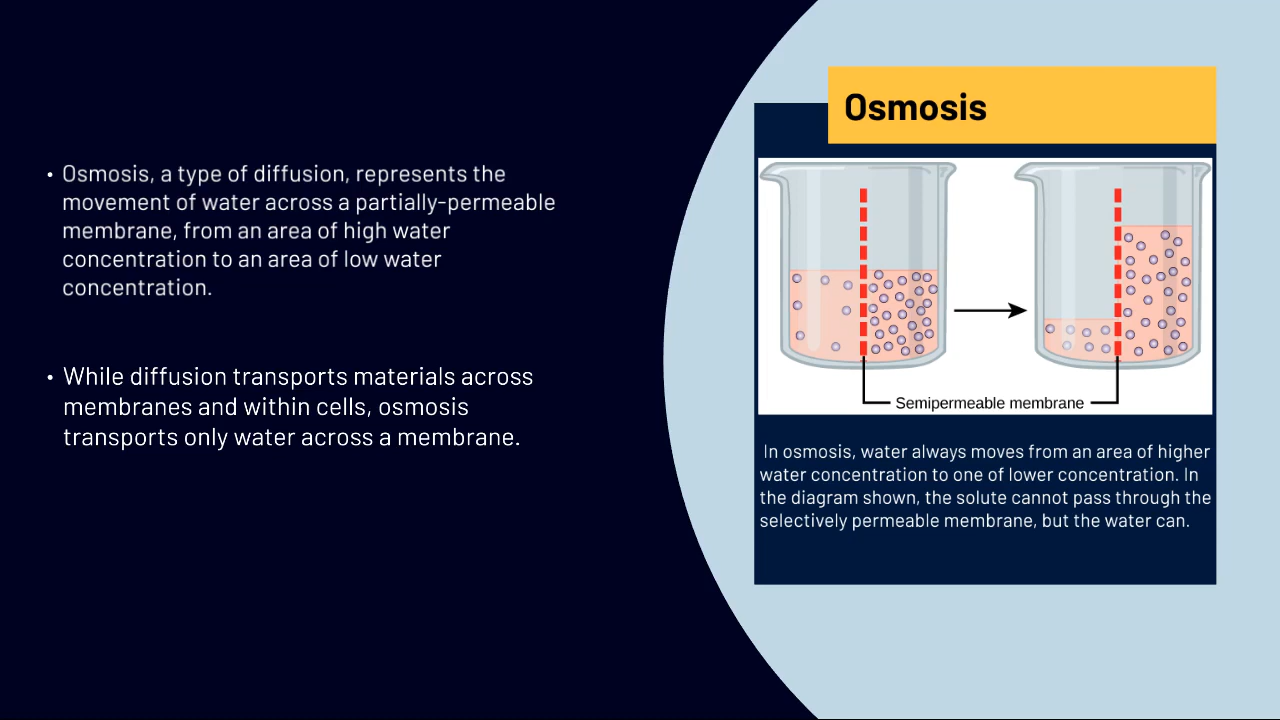 • Osmosis, a type of diffusion, represents the
movement of water across a partially-permeable
membrane, from an area of high water
concentration to an area of low water
concentration.
• While diffusion transports materials across
membranes and within cells, osmosis
transports only water across a membrane.
Osmosis
Semipermeable membrane
In osmosis, water always moves from an area of higher
water concentration to one of lower concentration. In
the diagram shown, the solute cannot pass through the
selectively permeable membrane, but the water can.